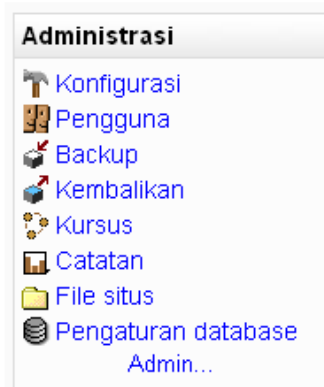 Administrasi
Konfigurasi
Pengguna
Backup
Kembalikan
Kursus
Catatan
File situs
Pengaturan database
Admin...